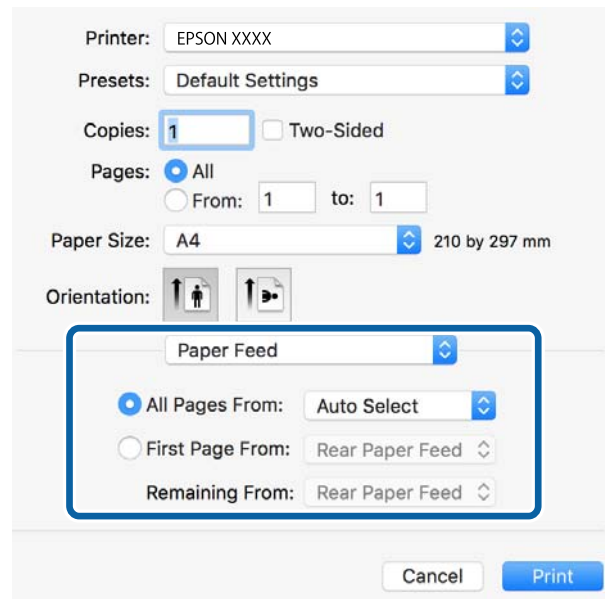 Printer: EPSON XXXX
Presets: Default Settings
Copies: 1 Two-Sided
Pages: All
From: 1 to: 1
Paper Size: A4 210 by 297 mm
Orientation:
Paper Feed
All Pages From: Auto Select
First Page From: Rear Paper Feed
Remaining From: Rear Paper Feed
Cancel Print